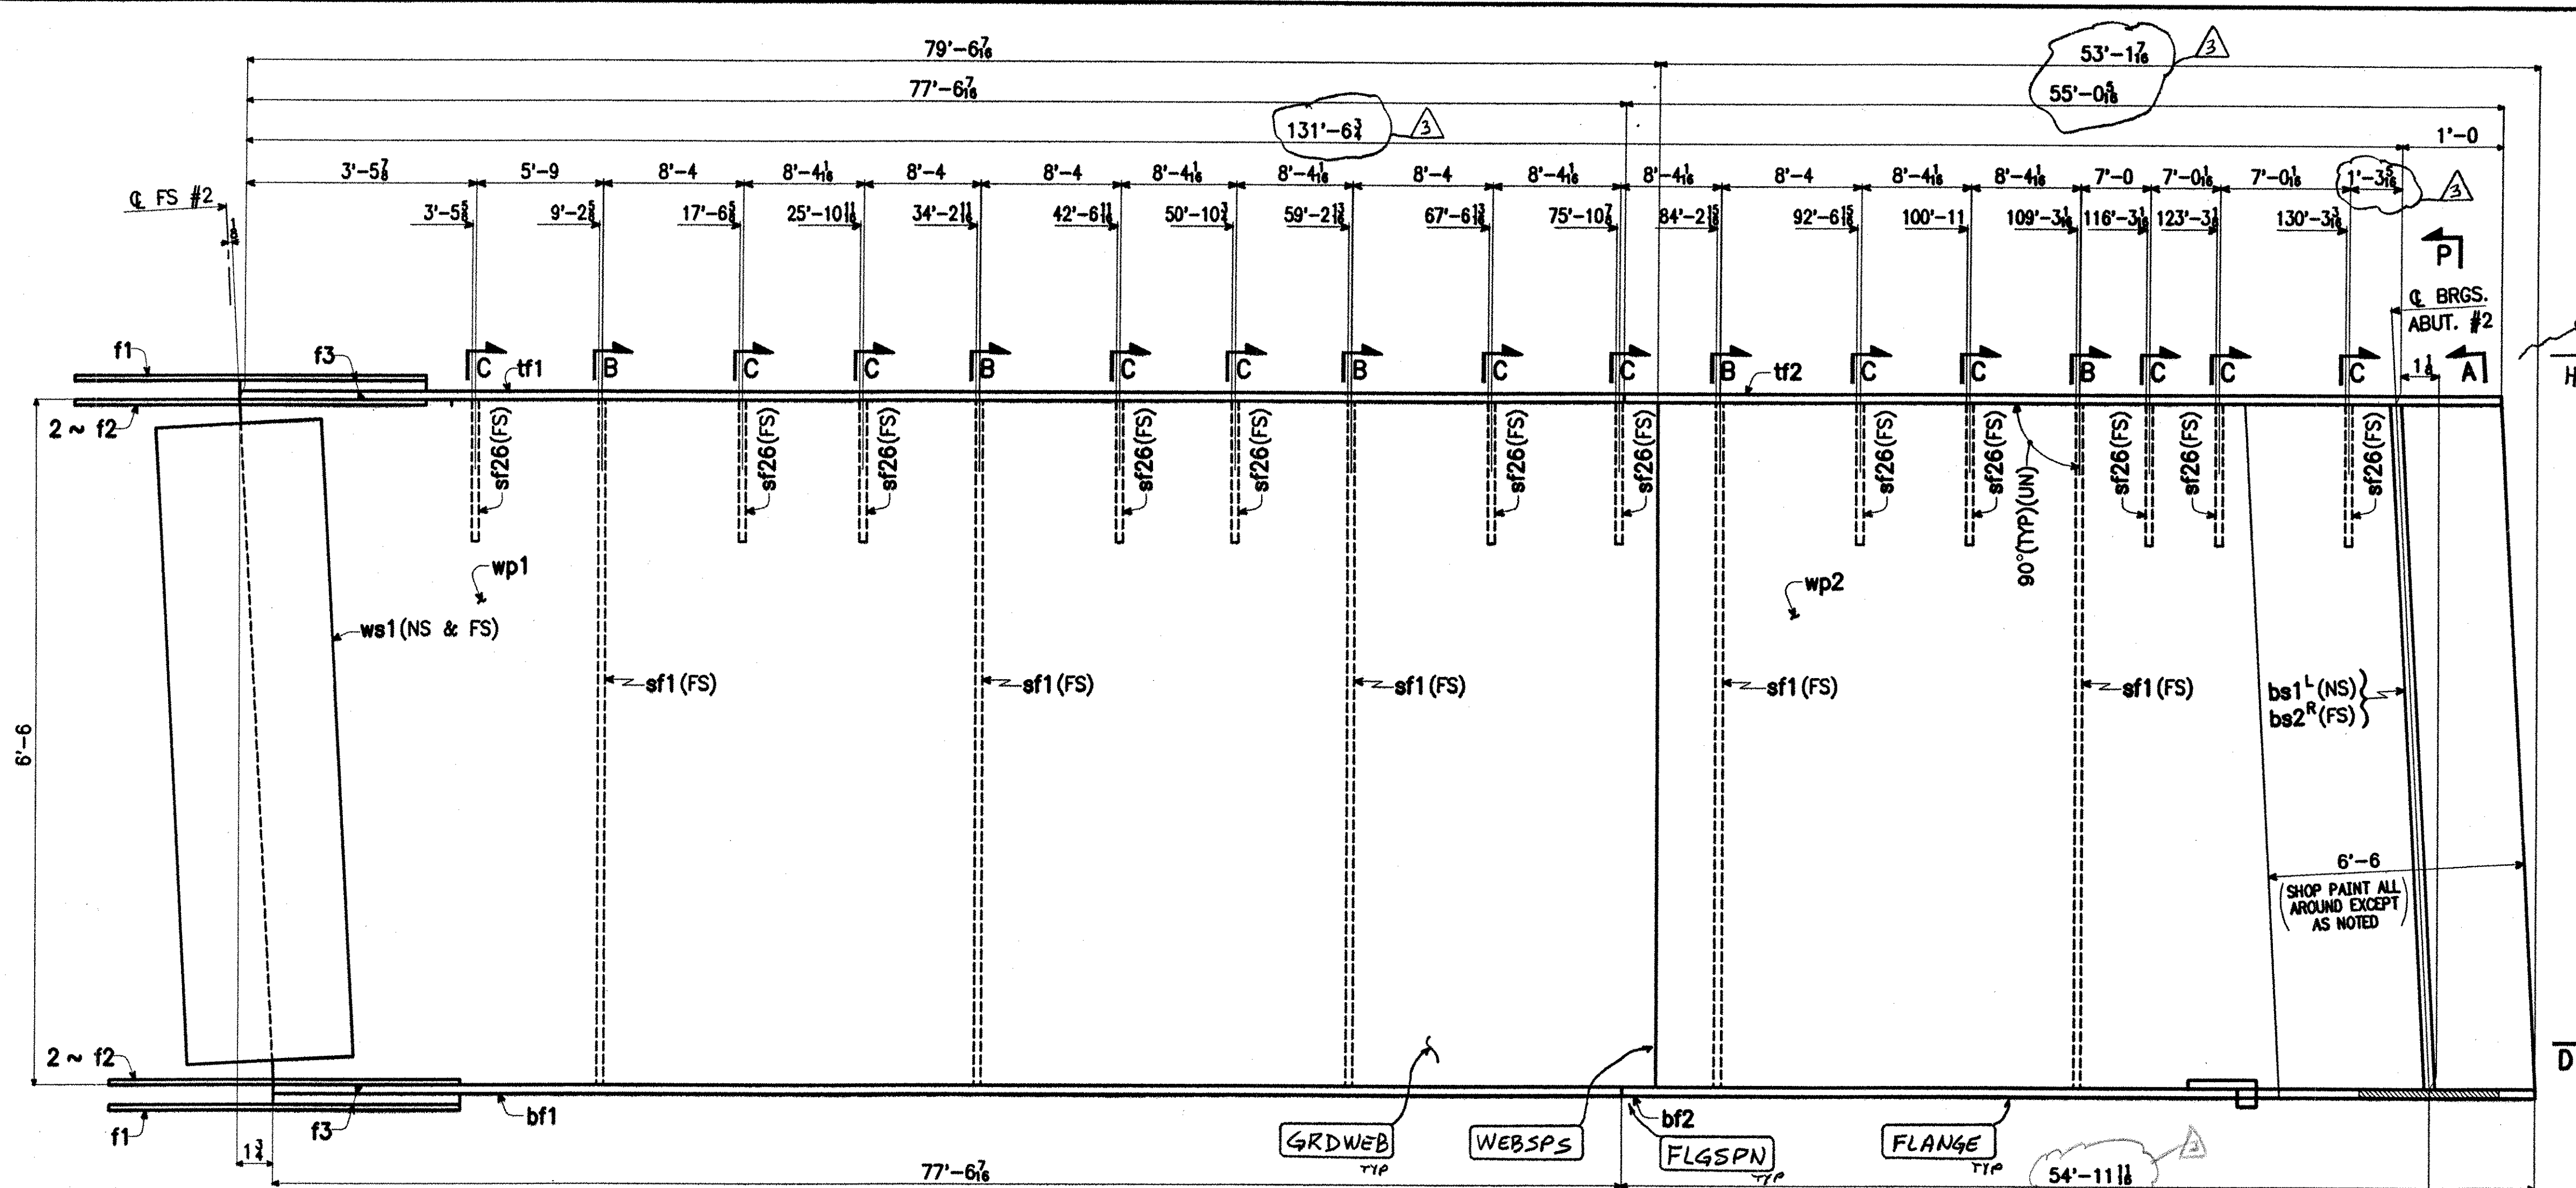 79'-6 7/16
53'-1 7/16
3
77'-6 7/16
55'-0 5/16
131'-6 3/4
3
1'-0
3'-5 7/8
5'-9
8'-4
8'-4 1/16
8'-4
8'-4
8'-4 1/16
8'-4 1/16
8'-4
8'-4 1/16
8'-4 1/16
8'-4
8'-4 1/16
8'-4 1/16
7'-0
7'-0 1/16
7'-0 1/16
1'-3 5/16
3
℄ FS #2
3'-5 5/8
9'-2 5/8
17'-6 5/8
25'-10 11/16
34'-2 11/16
42'-6 11/16
50'-10 3/4
59'-2 13/16
67'-6 13/16
75'-10 7/8
84'-2 15/16
92'-6 15/16
100'-11
109'-3 1/16
116'-3 1/16
123'-3 1/8
130'-3 3/16
P
℄ BRGS.
ABUT. #2
f1
f3
tf1
C
B
C
C
B
C
C
B
C
C
B
tf2
C
C
B
C
C
C
A
H
2 ~ f2
sf26(FS)
sf26(FS)
sf26(FS)
sf26(FS)
sf26(FS)
sf26(FS)
sf26(FS)
sf26(FS)
sf26(FS)
90°(TYP)(UN)
sf26(FS)
sf26(FS)
sf26(FS)
wp1
wp2
ws1(NS & FS)
sf1(FS)
sf1(FS)
sf1(FS)
sf1(FS)
sf1(FS)
bs1ᴸ(NS)
bs2ᴿ(FS)
6'-6
6'-6
(SHOP PAINT ALL
AROUND EXCEPT
AS NOTED)
2 ~ f2
D
f1
f3
bf1
bf2
GRDWEB
TYP
WEBSPS
FLGSPN
TYP
FLANGE
TYP
1 3/4
77'-6 7/16
54'-11 11/16